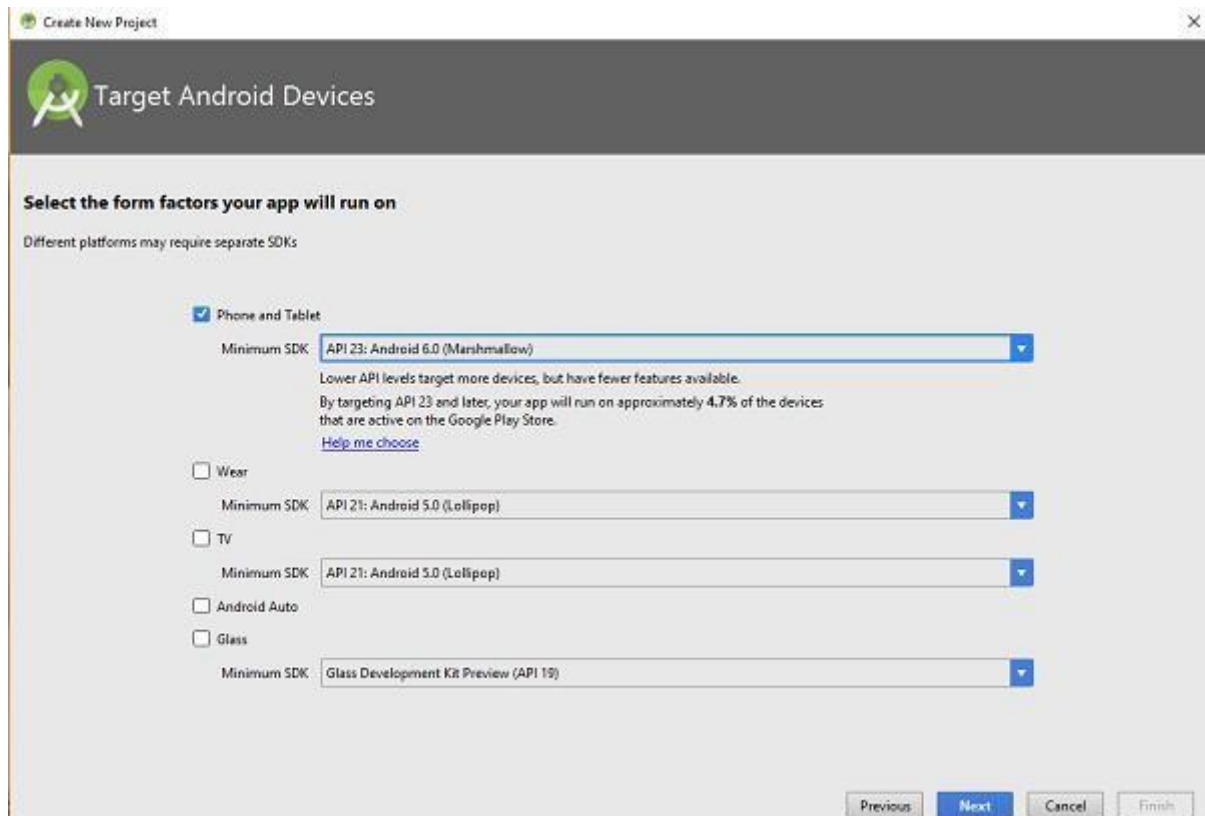 Create New Project
Target Android Devices
Select the form factors your app will run on
Different platforms may require separate SDKs
Phone and Tablet
Minimum SDK API 23: Android 6.0 (Marshmallow)
Lower API levels target more devices, but have fewer features available.
By targeting API 23 and later, your app will run on approximately 4.7% of the devices
that are active on the Google Play Store.
Help me choose
Wear
Minimum SDK API 21: Android 5.0 (Lollipop)
TV
Minimum SDK API 21: Android 5.0 (Lollipop)
Android Auto
Glass
Minimum SDK Glass Development Kit Preview (API 19)
Previous Next Cancel Finish